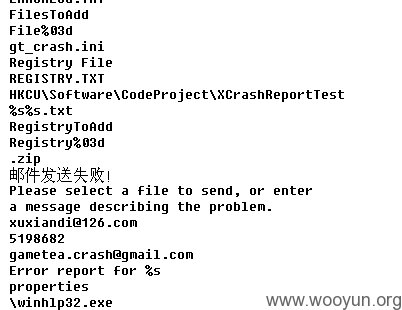 FilesToAdd
File%03d
gt_crash.ini
Registry File
REGISTRY.TXT
HKCU\Software\CodeProject\XCrashReportTest
%s%s.txt
RegistryToAdd
Registry%03d
.zip
邮件发送失败!
Please select a file to send, or enter
a message describing the problem.
xuxiandi@126.com
5198682
gametea.crash@gmail.com
Error report for %s
properties
\winhlp32.exe
www.wooyun.org